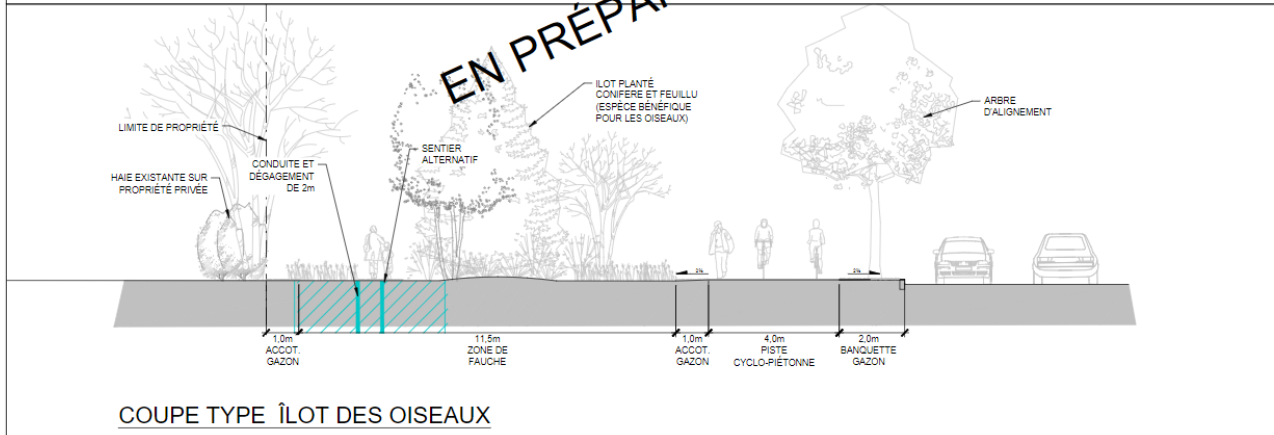 EN PRÉPA
ILOT PLANTÉ
CONIFERE ET FEUILLU
(ESPÈCE BÉNÉFIQUE
POUR LES OISEAUX)
ARBRE
D'ALIGNEMENT
LIMITE DE PROPRIÉTÉ
SENTIER
ALTERNATIF
CONDUITE ET
DÉGAGEMENT
DE 2m
HAIE EXISTANTE SUR
PROPRIÉTÉ PRIVÉE
2%
2%
1,0m
ACCOT.
GAZON
11,5m
ZONE DE
FAUCHE
1,0m
ACCOT.
GAZON
4,0m
PISTE
CYCLO-PIÉTONNE
2,0m
BANQUETTE
GAZON
COUPE TYPE ÎLOT DES OISEAUX